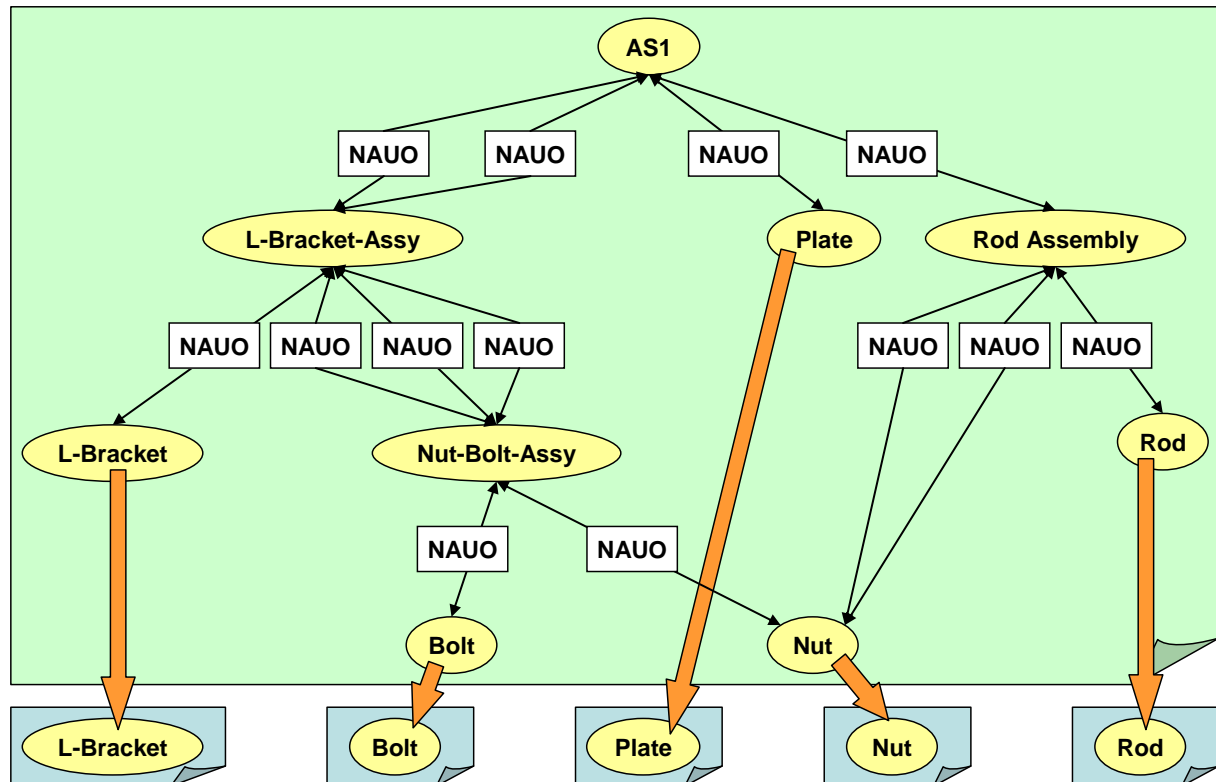 AS1
NAUO NAUO NAUO NAUO
L-Bracket-Assy Plate Rod Assembly
NAUO NAUO NAUO NAUO NAUO NAUO NAUO
L-Bracket Nut-Bolt-Assy Rod
NAUO NAUO
Bolt Nut
L-Bracket Bolt Plate Nut Rod